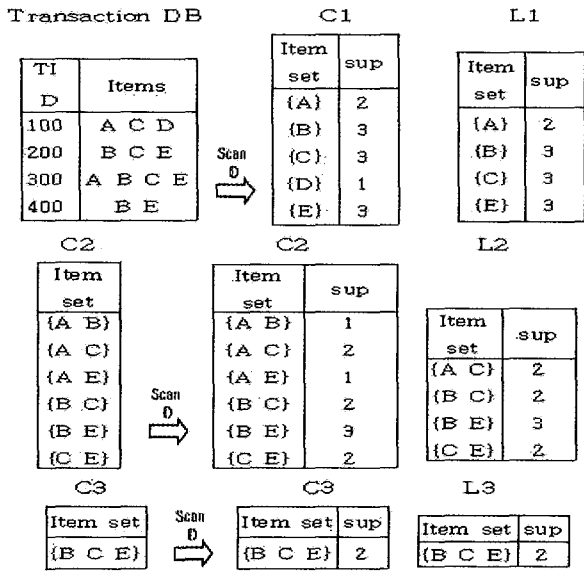 Transaction DB
TI D Items
100 A C D
200 B C E
300 A B C E
400 B E
Scan D
C1
Item set sup
{A} 2
{B} 3
{C} 3
{D} 1
{E} 3
L1
Item set sup
{A} 2
{B} 3
{C} 3
{E} 3
C2
Item set
{A B}
{A C}
{A E}
{B C}
{B E}
{C E}
Scan D
C2
Item set sup
{A B} 1
{A C} 2
{A E} 1
{B C} 2
{B E} 3
{C E} 2
L2
Item set sup
{A C} 2
{B C} 2
{B E} 3
{C E} 2
C3
Item set
{B C E}
Scan D
C3
Item set sup
{B C E} 2
L3
Item set sup
{B C E} 2